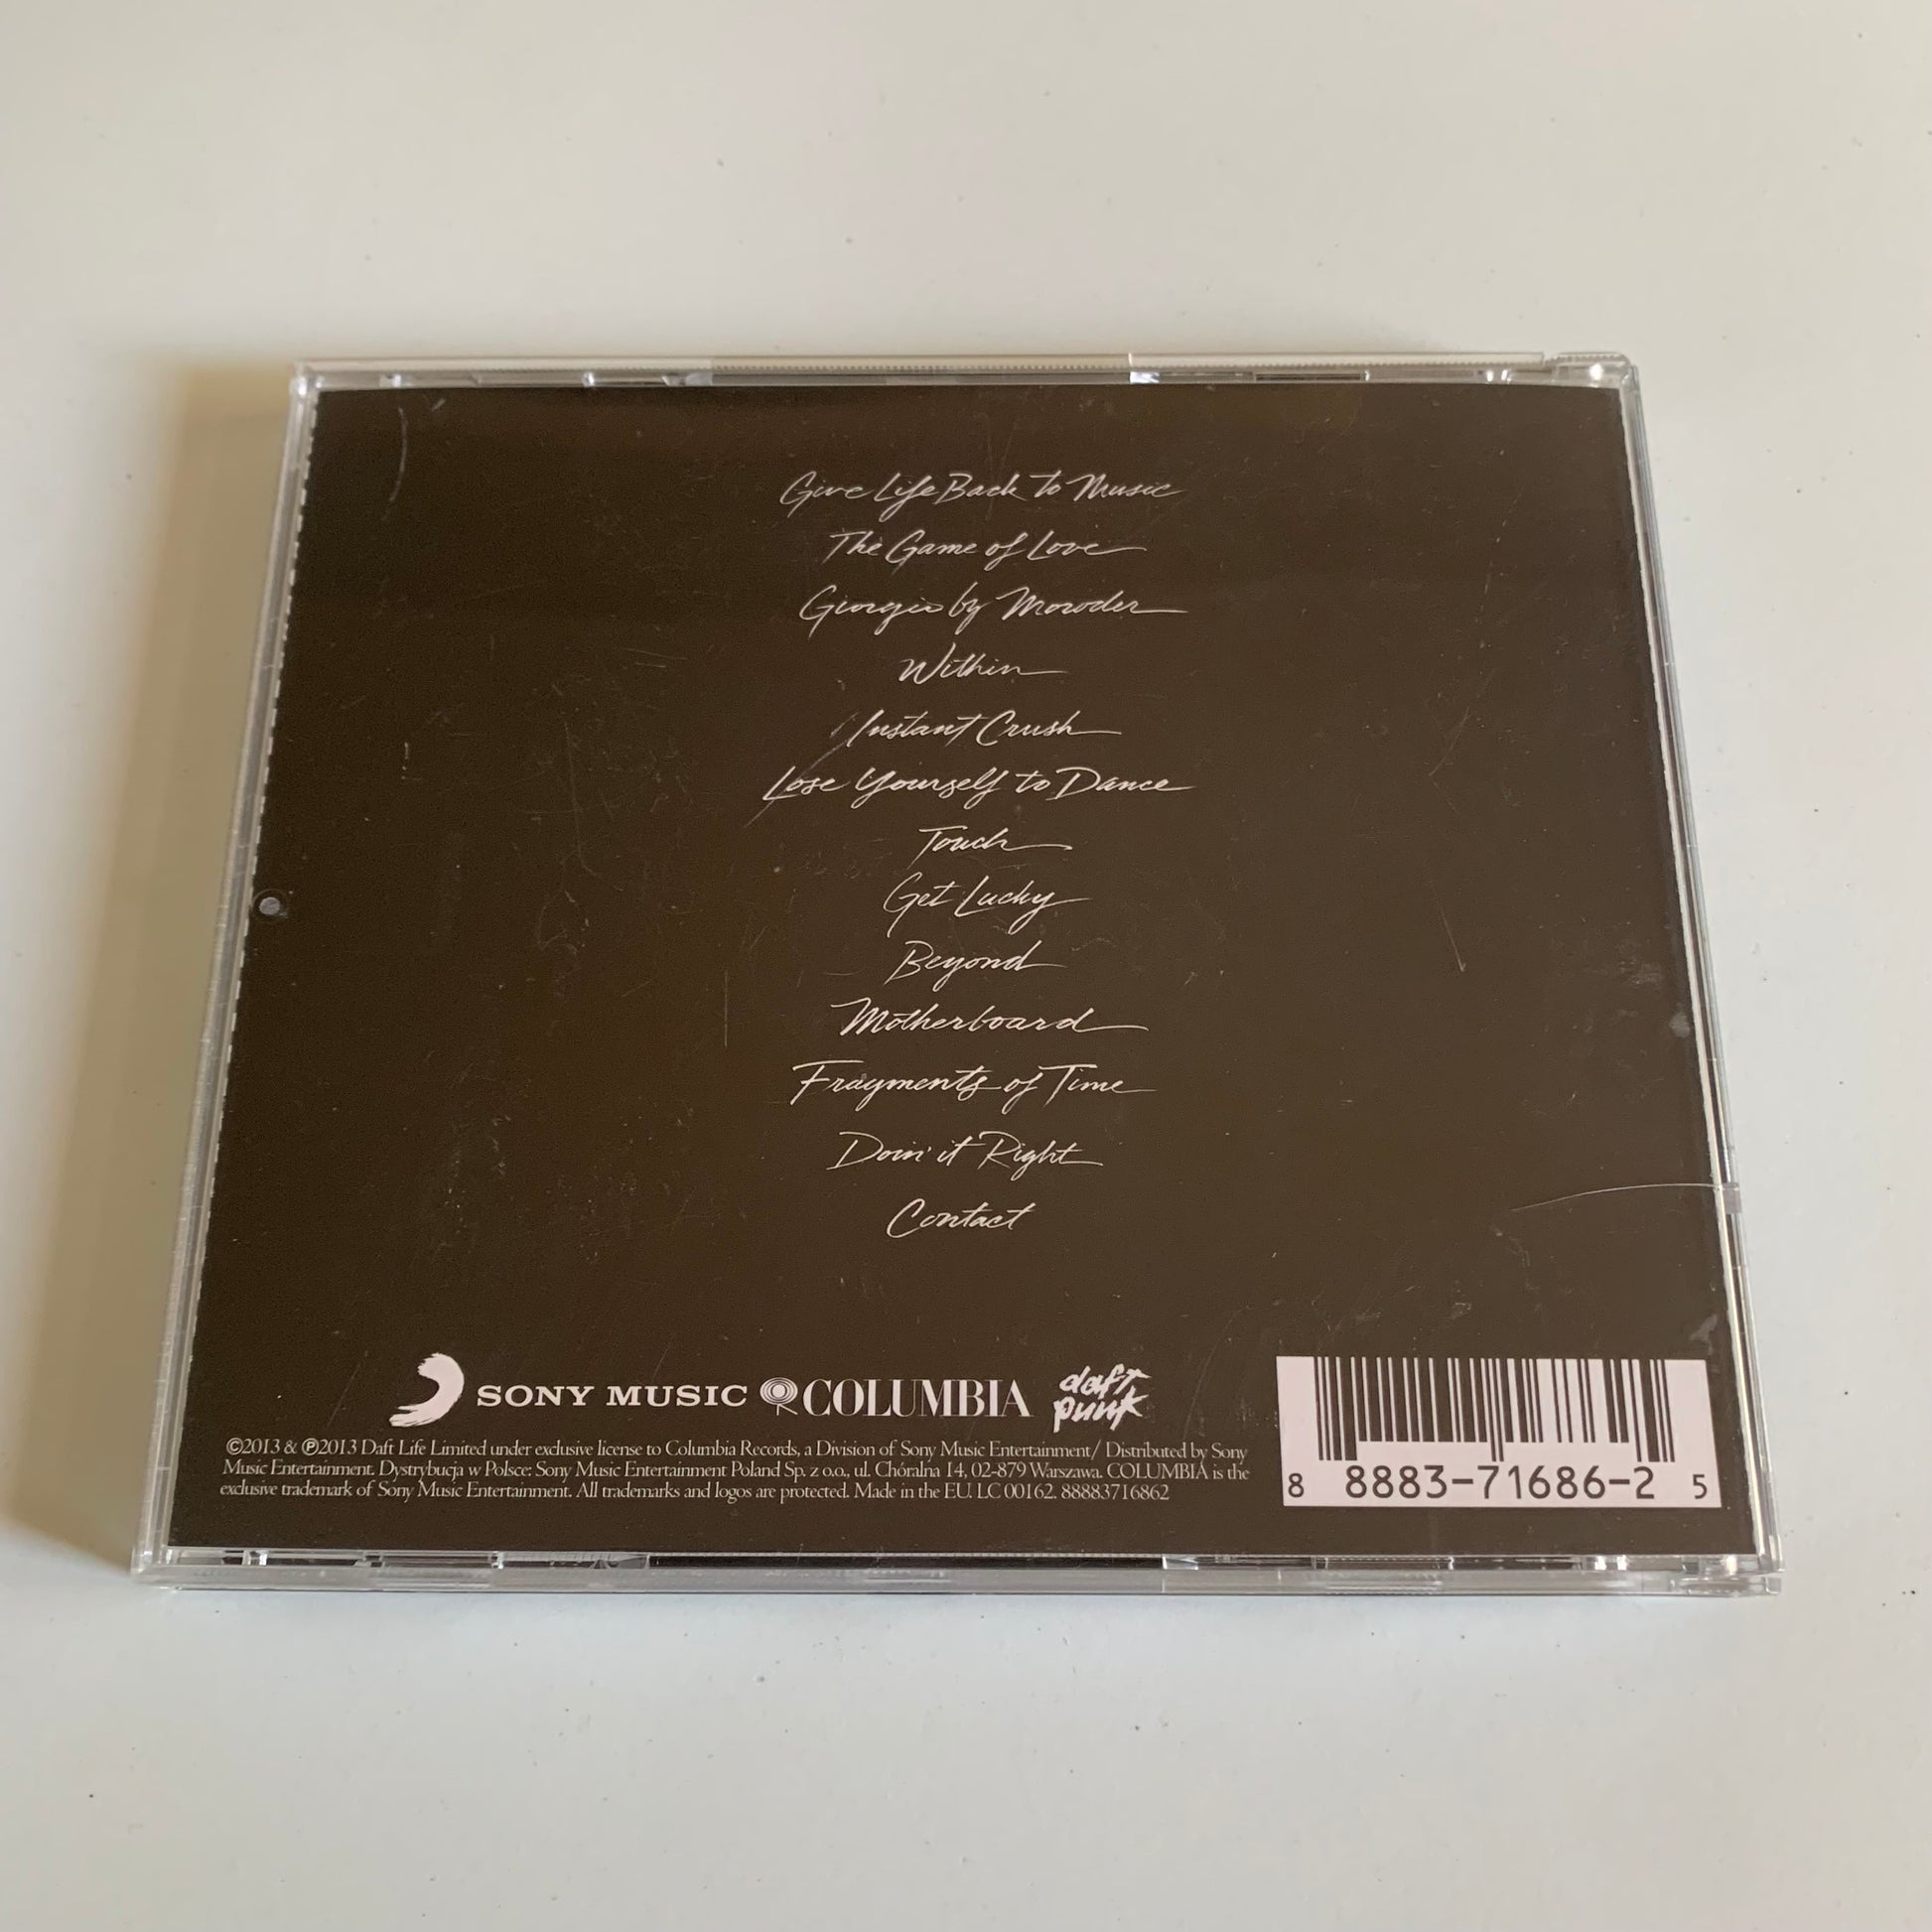 Give Life Back to Music
The Game of Love
Giorgio by Moroder
Within
Instant Crush
Lose Yourself to Dance
Touch
Get Lucky
Beyond
Motherboard
Fragments of Time
Doin' it Right
Contact
SONY MUSIC COLUMBIA daft punk
©2013 & ℗2013 Daft Life Limited under exclusive license to Columbia Records, a Division of Sony Music Entertainment/ Distributed by Sony
Music Entertainment. Dystrybucja w Polsce: Sony Music Entertainment Poland Sp. z o.o., ul. Chóralna 14, 02-879 Warszawa. COLUMBIA is the
exclusive trademark of Sony Music Entertainment. All trademarks and logos are protected. Made in the EU. LC 00162. 88883716862
8 8883-71686-2 5